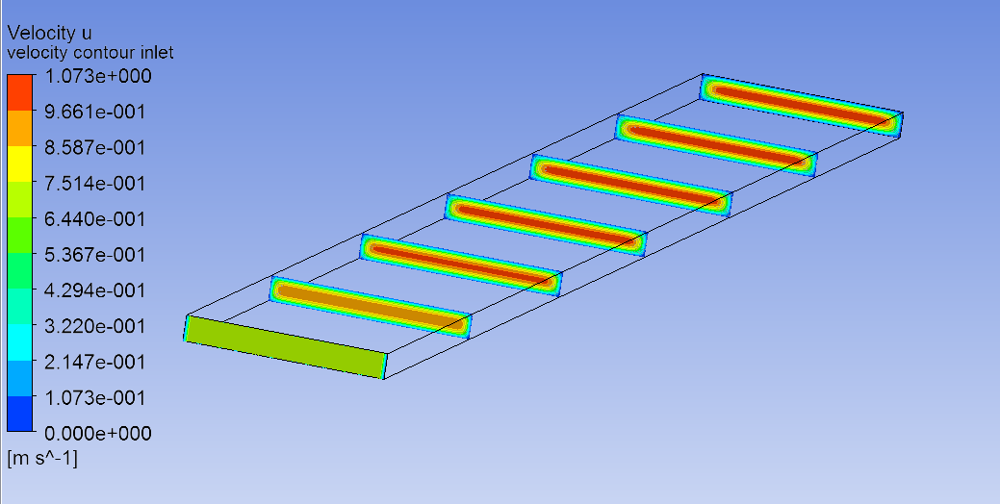 Velocity u
velocity contour inlet
1.073e+000
9.661e-001
8.587e-001
7.514e-001
6.440e-001
5.367e-001
4.294e-001
3.220e-001
2.147e-001
1.073e-001
0.000e+000
[m s^-1]